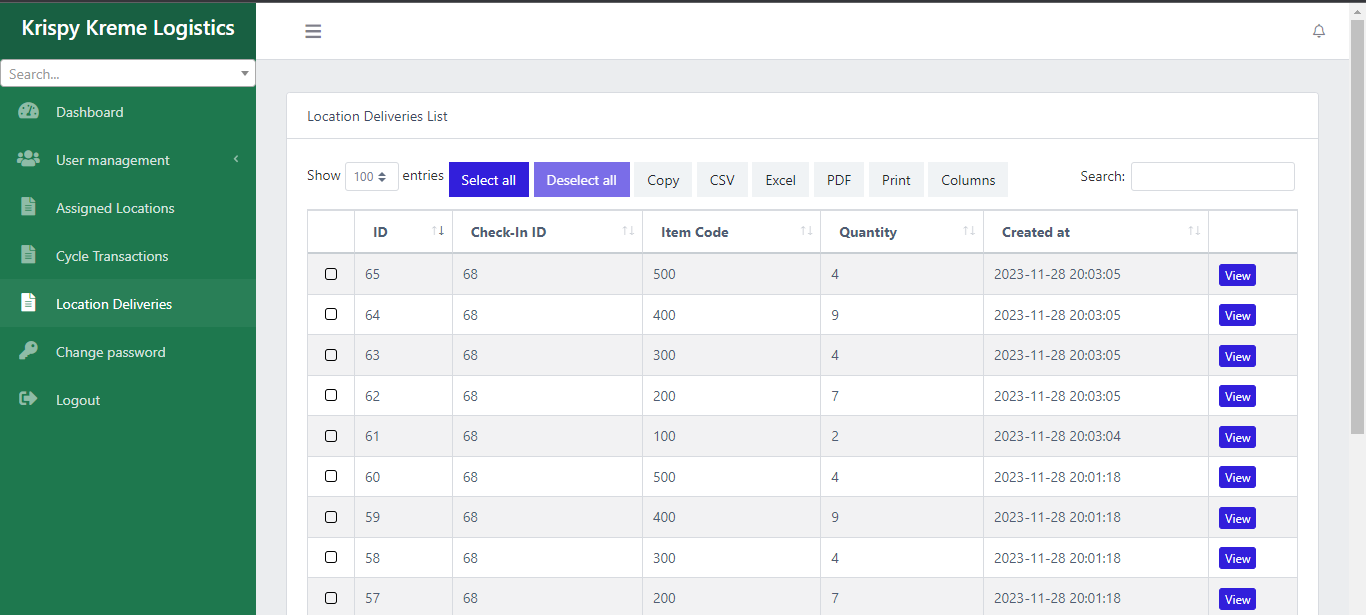 Krispy Kreme Logistics
Search...
Dashboard
User management
Assigned Locations
Cycle Transactions
Location Deliveries
Change password
Logout
Location Deliveries List
Show 100 entries Select all Deselect all Copy CSV Excel PDF Print Columns Search:
ID Check-In ID Item Code Quantity Created at
65 68 500 4 2023-11-28 20:03:05 View
64 68 400 9 2023-11-28 20:03:05 View
63 68 300 4 2023-11-28 20:03:05 View
62 68 200 7 2023-11-28 20:03:05 View
61 68 100 2 2023-11-28 20:03:04 View
60 68 500 4 2023-11-28 20:01:18 View
59 68 400 9 2023-11-28 20:01:18 View
58 68 300 4 2023-11-28 20:01:18 View
57 68 200 7 2023-11-28 20:01:18 View